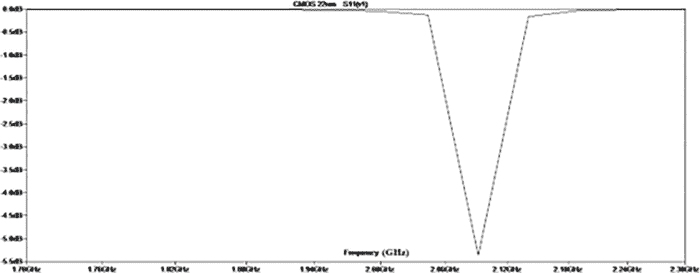 CMOS 22nm S11(v1)
0.0dB
-0.5dB
-1.0dB
-1.5dB
-2.0dB
-2.5dB
-3.0dB
-3.5dB
-4.0dB
-4.5dB
-5.0dB
-5.5dB
Frequency (GHz)
1.70GHz 1.76GHz 1.82GHz 1.88GHz 1.94GHz 2.00GHz 2.06GHz 2.12GHz 2.18GHz 2.24GHz 2.30GHz